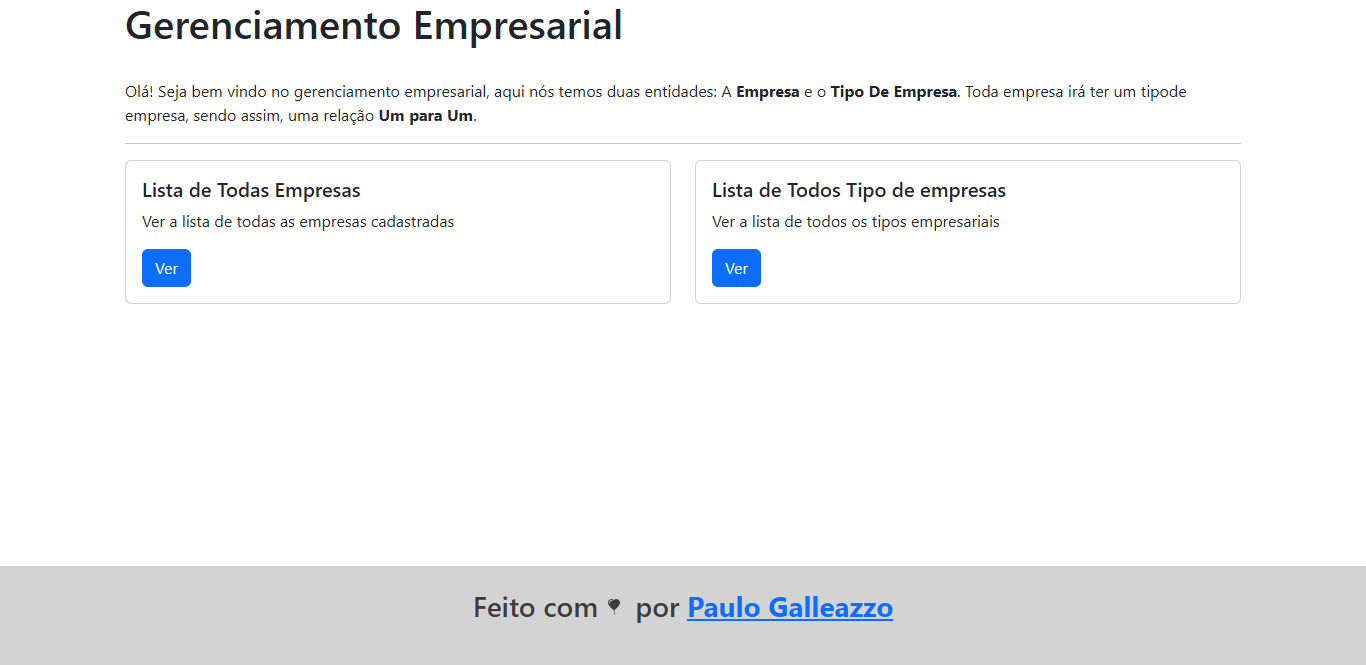 Gerenciamento Empresarial
Olá! Seja bem vindo no gerenciamento empresarial, aqui nós temos duas entidades: A Empresa e o Tipo De Empresa. Toda empresa irá ter um tipode
empresa, sendo assim, uma relação Um para Um.
Lista de Todas Empresas
Ver a lista de todas as empresas cadastradas
Ver
Lista de Todos Tipo de empresas
Ver a lista de todos os tipos empresariais
Ver
Feito com por Paulo Galleazzo